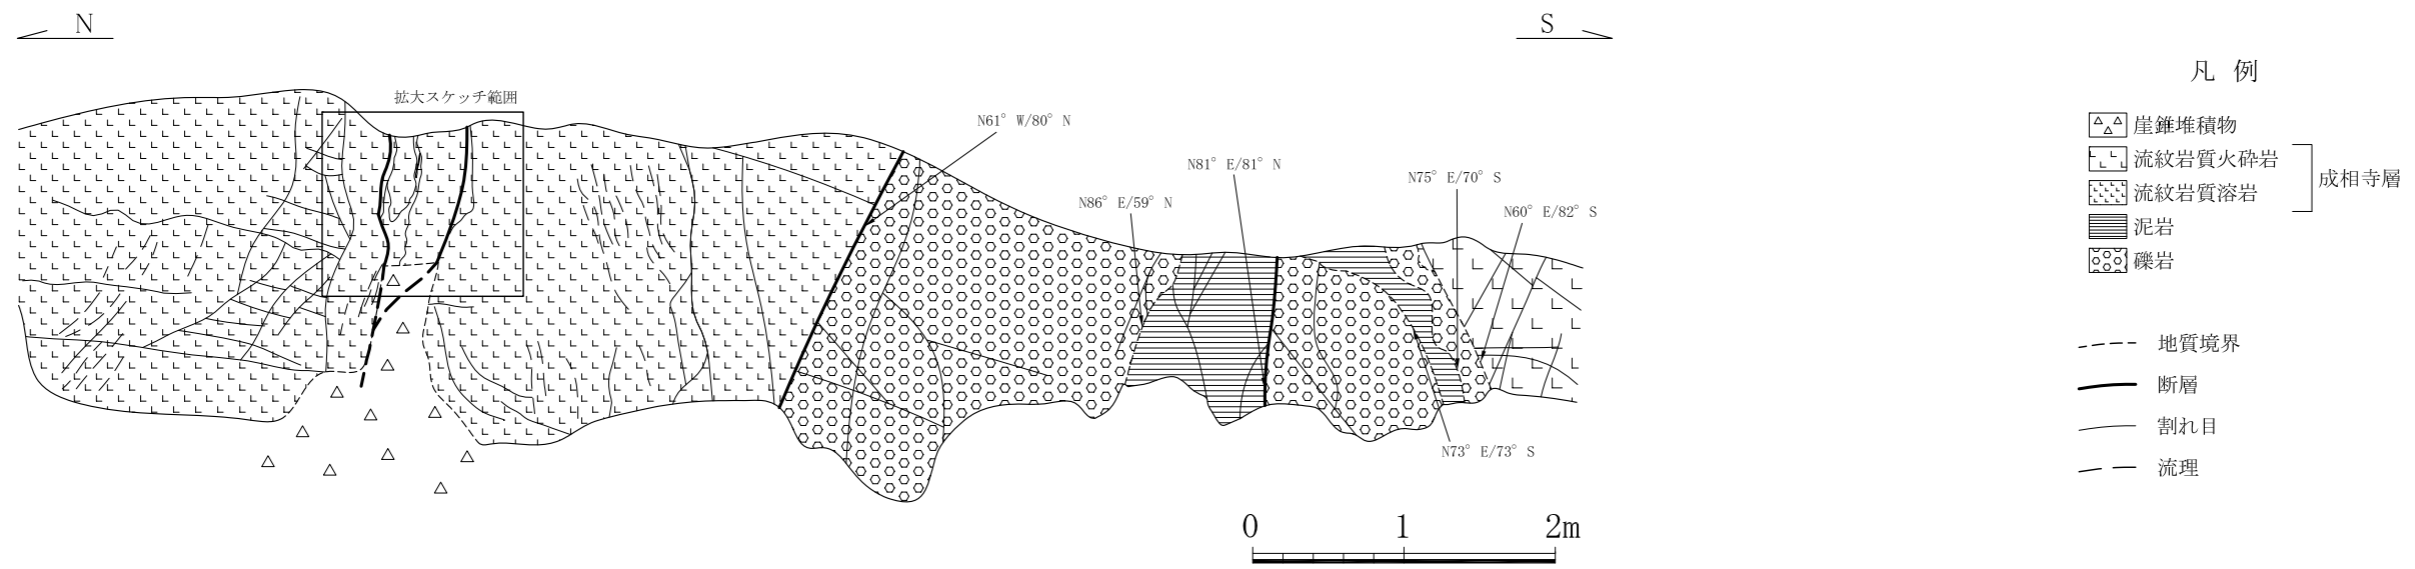 N
S
拡大スケッチ範囲
N61° W/80° N
N81° E/81° N
N86° E/59° N
N75° E/70° S
N60° E/82° S
N73° E/73° S
0 1 2m
凡 例
崖錐堆積物
流紋岩質火砕岩
流紋岩質溶岩
成相寺層
泥岩
礫岩
地質境界
断層
割れ目
流理